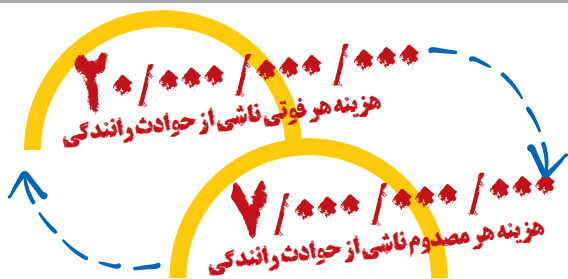 ۲۰/۰۰۰/۰۰۰/۰۰۰
هزینه هر فوتی ناشی از حوادث رانندگی
۷/۰۰۰/۰۰۰/۰۰۰
هزینه هر مصدوم ناشی از حوادث رانندگی